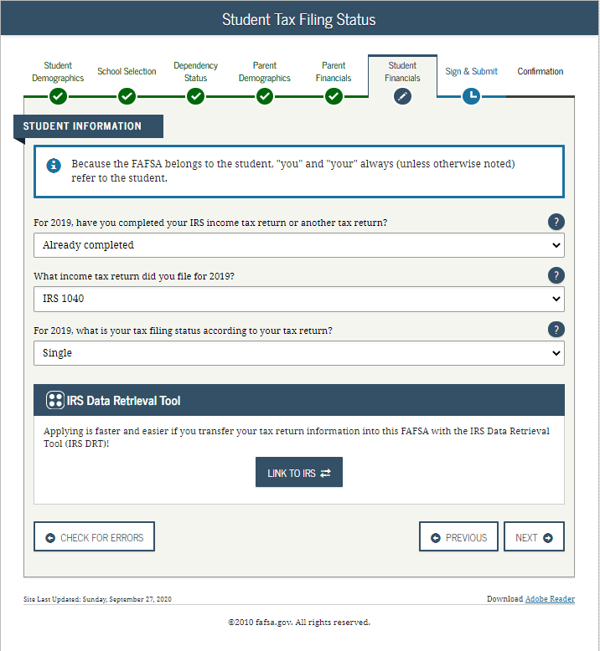 Student Tax Filing Status
Student
Demographics
School Selection
Dependency
Status
Parent
Demographics
Parent
Financials
Student
Financials
Sign & Submit
Confirmation
STUDENT INFORMATION
Because the FAFSA belongs to the student, "you" and "your" always (unless otherwise noted)
refer to the student.
For 2019, have you completed your IRS income tax return or another tax return?
?
Already completed
What income tax return did you file for 2019?
?
IRS 1040
For 2019, what is your tax filing status according to your tax return?
?
Single
IRS Data Retrieval Tool
Applying is faster and easier if you transfer your tax return information into this FAFSA with the IRS Data Retrieval
Tool (IRS DRT)!
LINK TO IRS
CHECK FOR ERRORS
PREVIOUS
NEXT
Site Last Updated: Sunday, September 27, 2020
Download Adobe Reader
©2010 fafsa.gov. All rights reserved.